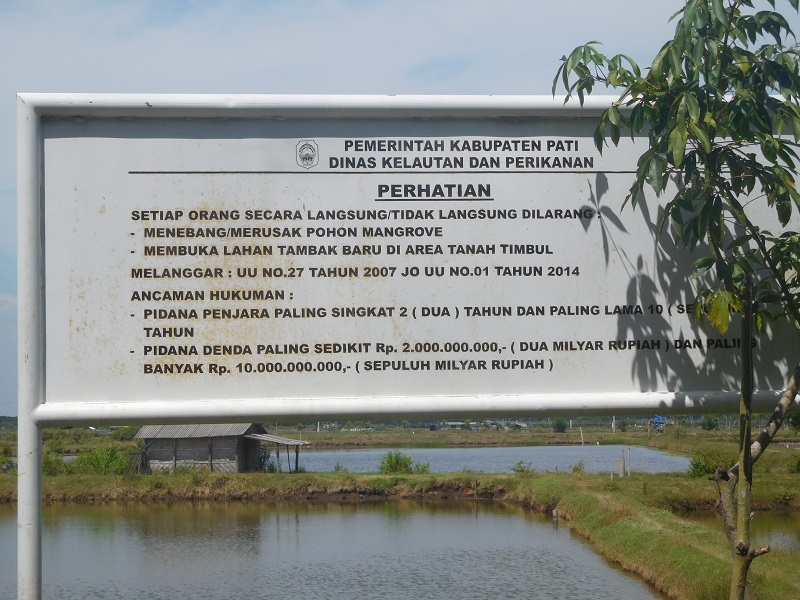 PEMERINTAH KABUPATEN PATI
DINAS KELAUTAN DAN PERIKANAN
PERHATIAN
SETIAP ORANG SECARA LANGSUNG/TIDAK LANGSUNG DILARANG :
- MENEBANG/MERUSAK POHON MANGROVE
- MEMBUKA LAHAN TAMBAK BARU DI AREA TANAH TIMBUL
MELANGGAR : UU NO.27 TAHUN 2007 JO UU NO.01 TAHUN 2014
ANCAMAN HUKUMAN :
- PIDANA PENJARA PALING SINGKAT 2 ( DUA ) TAHUN DAN PALING LAMA 10
TAHUN
- PIDANA DENDA PALING SEDIKIT Rp. 2.000.000.000,- ( DUA MILYAR RUPIAH ) DAN PALING
BANYAK Rp. 10.000.000.000,- ( SEPULUH MILYAR RUPIAH )